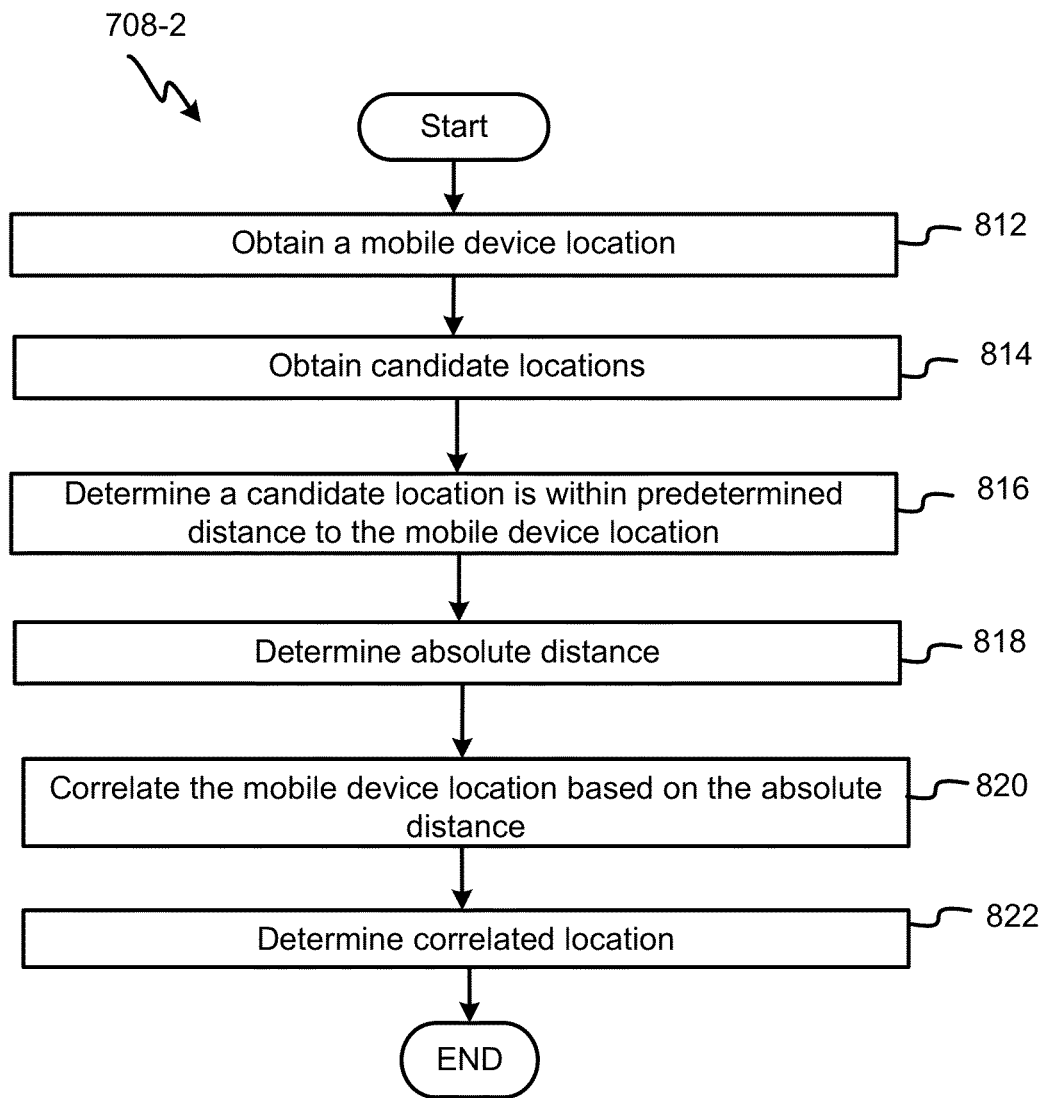 708-2
Start
Obtain a mobile device location
812
Obtain candidate locations
814
Determine a candidate location is within predetermined
distance to the mobile device location
816
Determine absolute distance
818
Correlate the mobile device location based on the absolute
distance
820
Determine correlated location
822
END